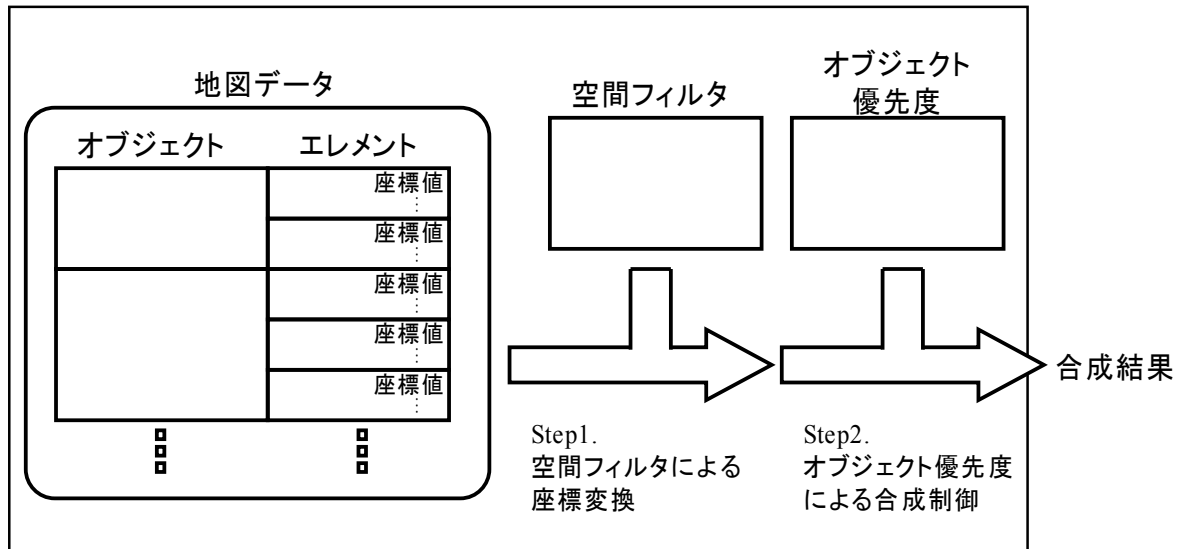 地図データ
オブジェクト
エレメント
座標値
座標値
座標値
座標値
座標値
空間フィルタ
オブジェクト
優先度
Step1.
空間フィルタによる
座標変換
Step2.
オブジェクト優先度
による合成制御
合成結果